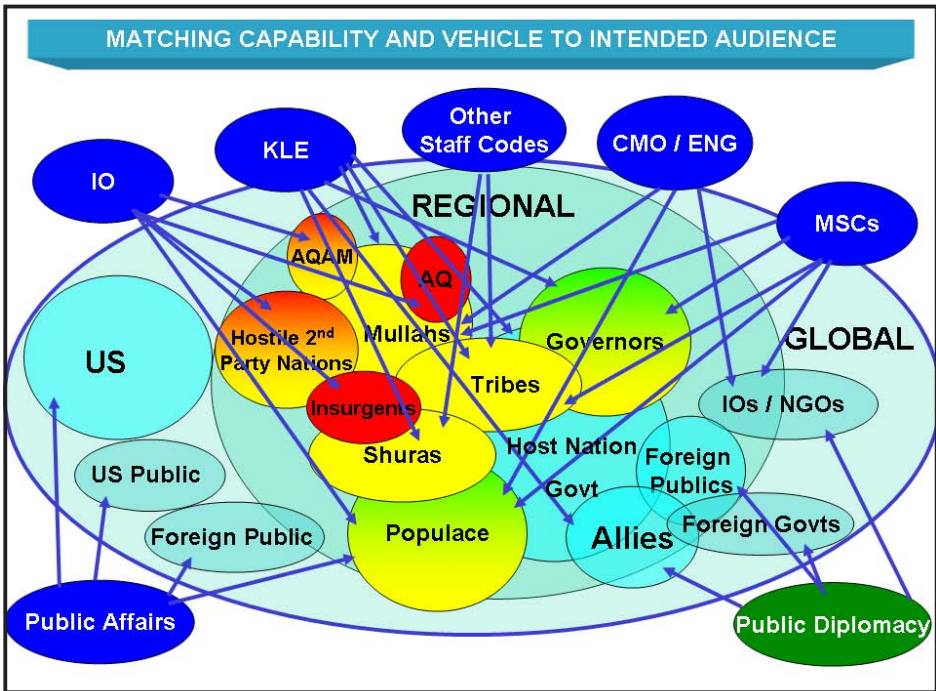 MATCHING CAPABILITY AND VEHICLE TO INTENDED AUDIENCE
Other
Staff Codes
KLE
CMO / ENG
IO
MSCs
REGIONAL
AQAM
AQ
Mullahs
Hostile 2nd
Party Nations
Governors
GLOBAL
US
Tribes
Insurgents
IOs / NGOs
Host Nation
Govt
Shuras
Foreign
Publics
US Public
Foreign Public
Populace
Allies
Foreign Govts
Public Affairs
Public Diplomacy